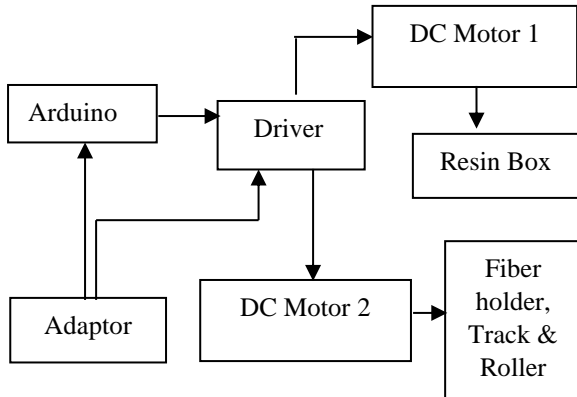 DC Motor 1
Arduino
Driver
Resin Box
Adaptor
DC Motor 2
Fiber
holder,
Track &
Roller